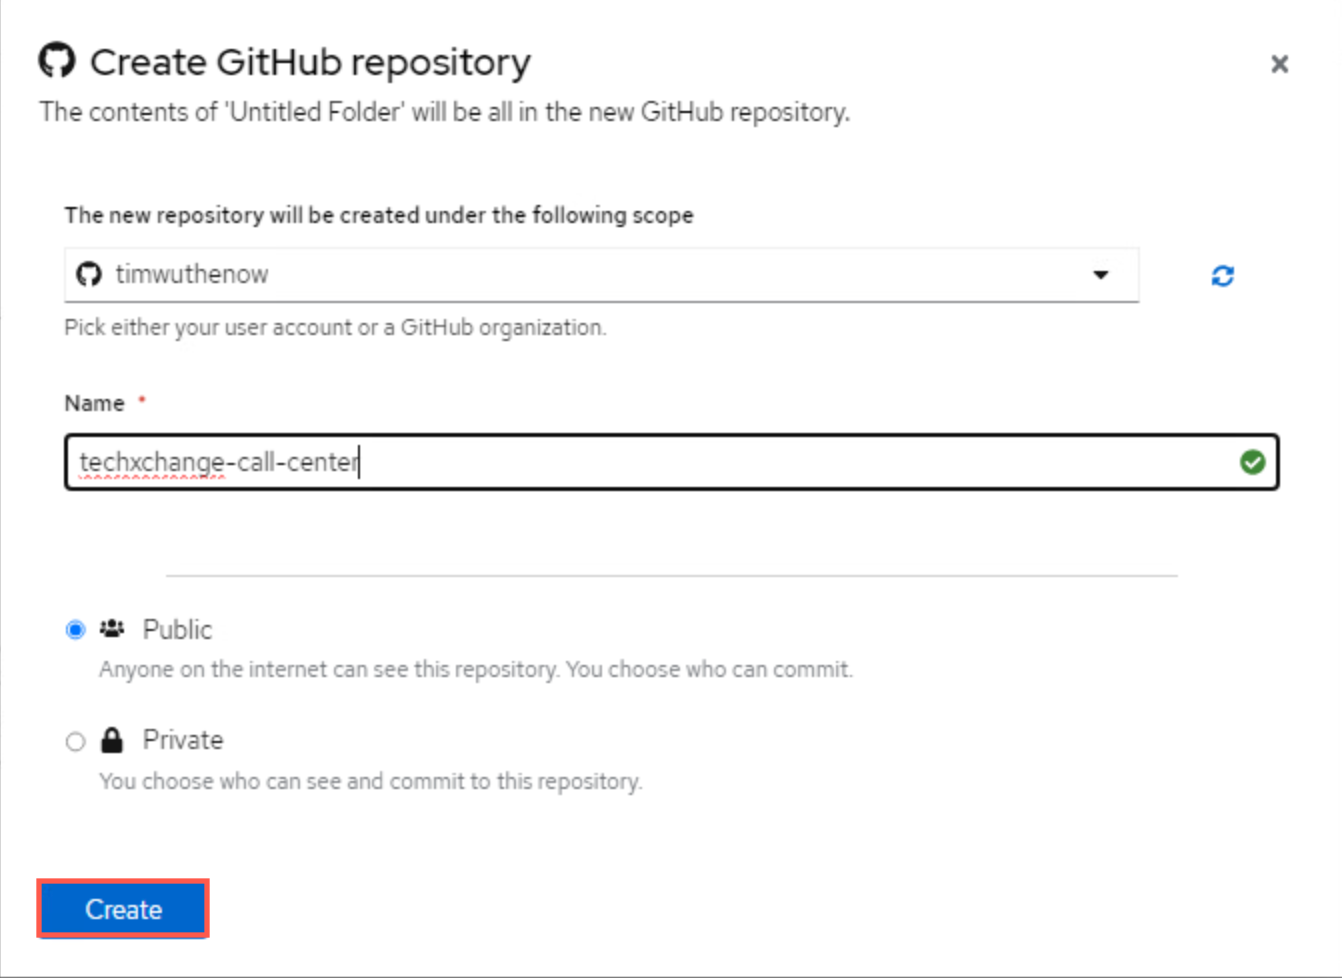 Create GitHub repository
The contents of 'Untitled Folder' will be all in the new GitHub repository.
The new repository will be created under the following scope
timwuthenow
Pick either your user account or a GitHub organization.
Name *
techxchange-call-center
Public
Anyone on the internet can see this repository. You choose who can commit.
Private
You choose who can see and commit to this repository.
Create